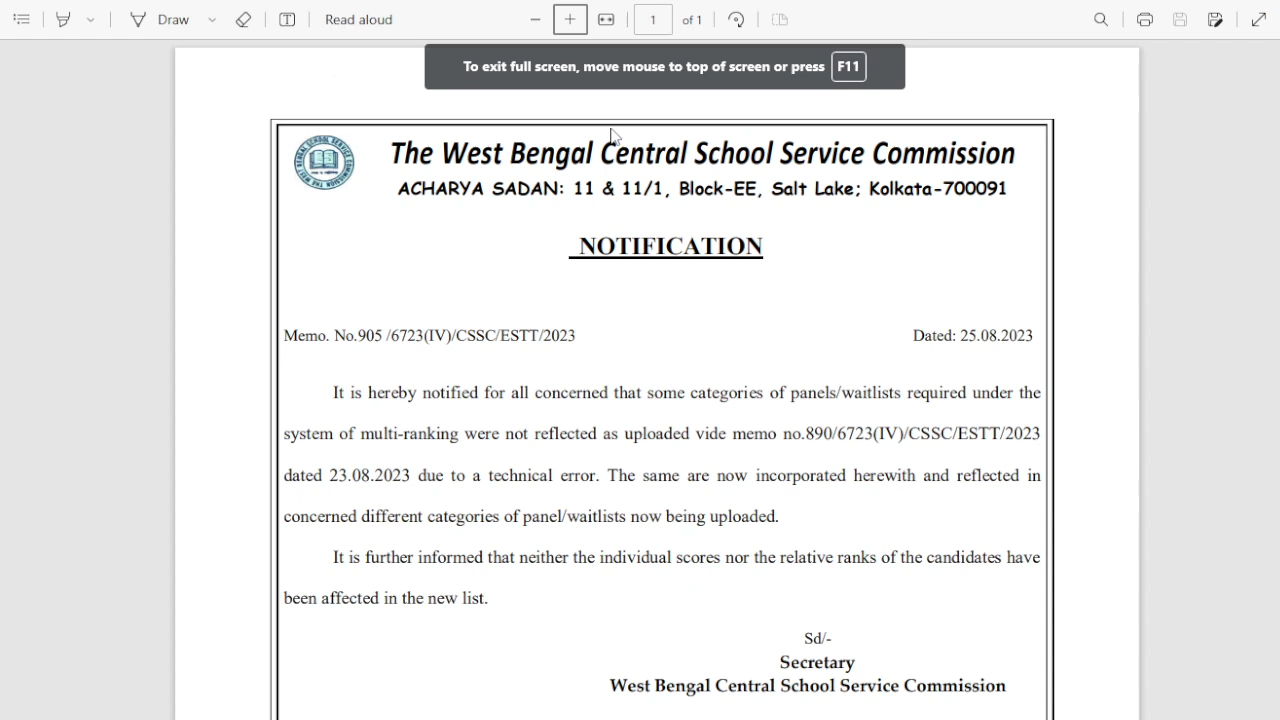 Draw
Read aloud
1 of 1
To exit full screen, move mouse to top of screen or press F11
The West Bengal Central School Service Commission
ACHARYA SADAN: 11 & 11/1, Block-EE, Salt Lake; Kolkata-700091
NOTIFICATION
Memo. No.905 /6723(IV)/CSSC/ESTT/2023 Dated: 25.08.2023
It is hereby notified for all concerned that some categories of panels/waitlists required under the
system of multi-ranking were not reflected as uploaded vide memo no.890/6723(IV)/CSSC/ESTT/2023
dated 23.08.2023 due to a technical error. The same are now incorporated herewith and reflected in
concerned different categories of panel/waitlists now being uploaded.
It is further informed that neither the individual scores nor the relative ranks of the candidates have
been affected in the new list.
Sd/-
Secretary
West Bengal Central School Service Commission